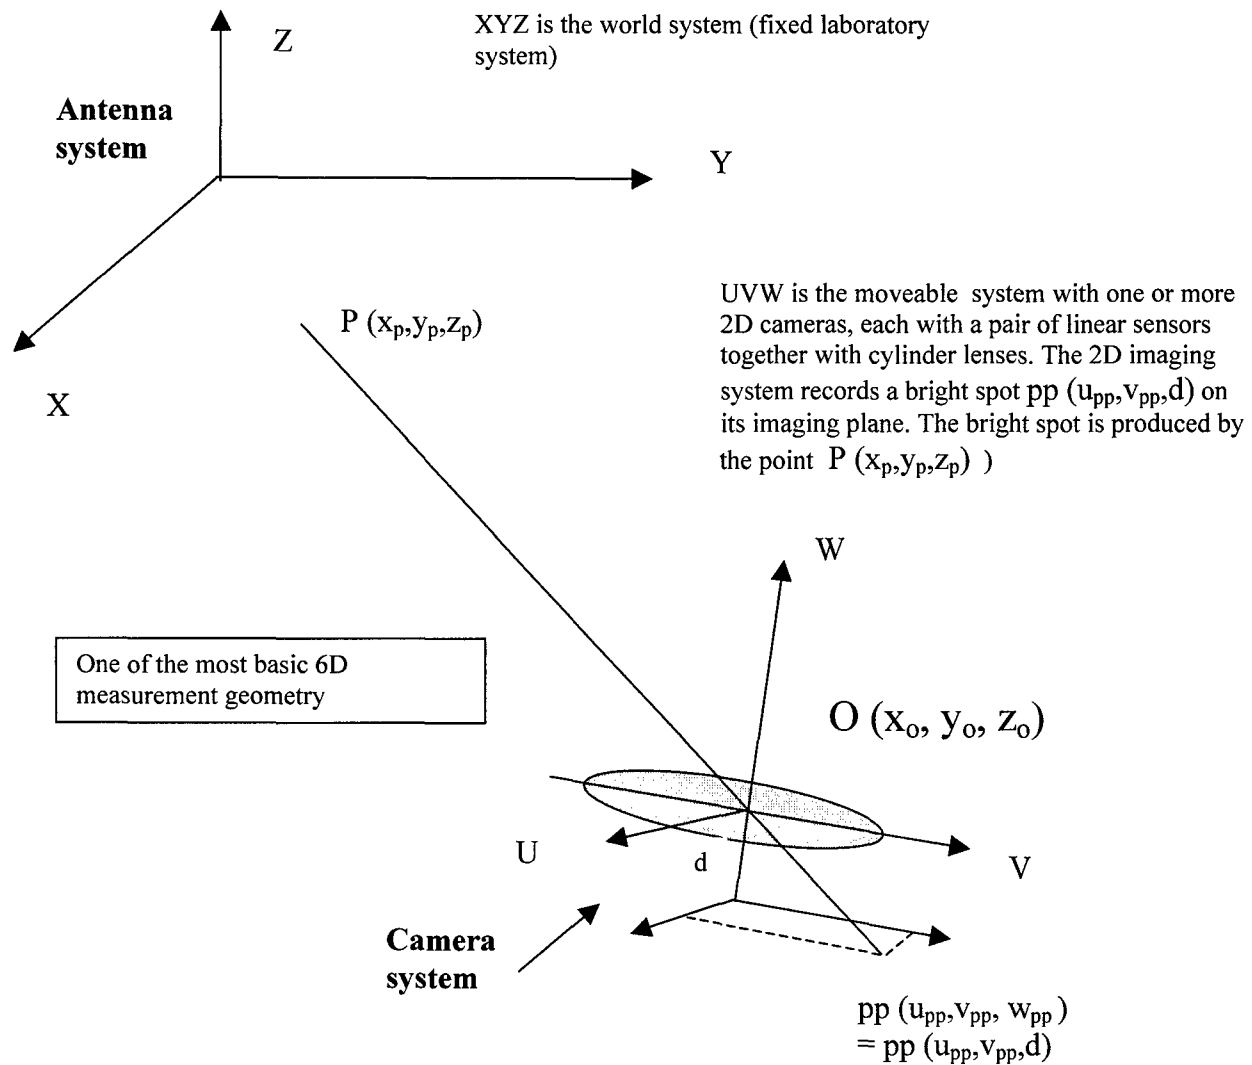 XYZ is the world system (fixed laboratory
system)
Z
Antenna
system
Y
X
P (xp,yp,zp)
UVW is the moveable  system with one or more
2D cameras, each with a pair of linear sensors
together with cylinder lenses. The 2D imaging
system records a bright spot pp (upp,vpp,d) on
its imaging plane. The bright spot is produced by
the point  P (xp,yp,zp) )
W
One of the most basic 6D
measurement geometry
O (xo, yo, zo)
U
d
V
Camera
system
pp (upp,vpp, wpp )
= pp (upp,vpp,d)